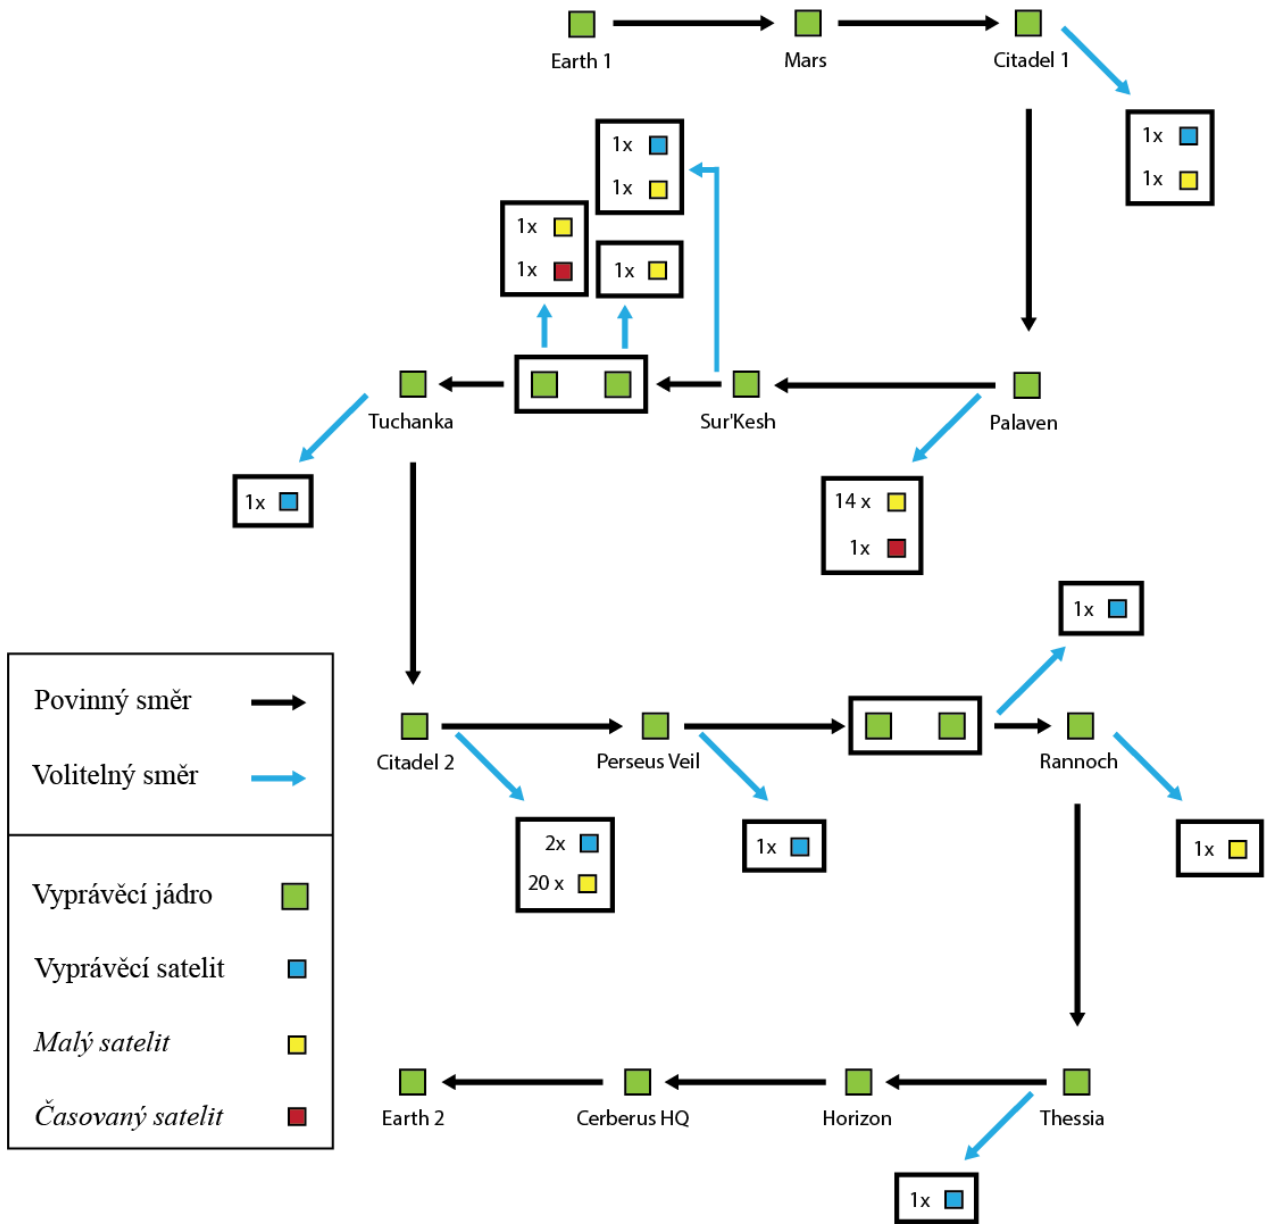 Earth 1
Mars
Citadel 1
1x
1x
1x
1x
1x
1x
1x
Tuchanka
Sur'Kesh
Palaven
1x
14 x
1x
1x
Citadel 2
Perseus Veil
Rannoch
2x
20 x
1x
1x
Povinný směr
Volitelný směr
Vyprávěcí jádro
Vyprávěcí satelit
Malý satelit
Časovaný satelit
Earth 2
Cerberus HQ
Horizon
Thessia
1x